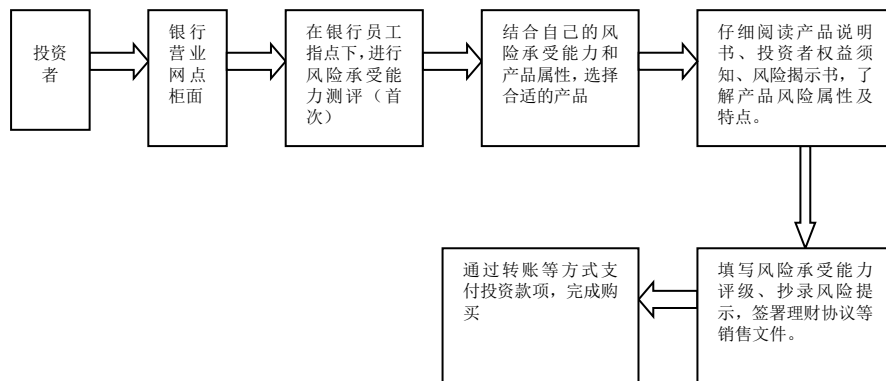 投资
者
银行
营业
网点
柜面
在银行员工
指点下，进行
风险承受能
力测评（首
次）
结合自己的风
险承受能力和
产品属性，选择
合适的产品
仔细阅读产品说明
书、投资者权益须
知、风险揭示书，了
解产品风险属性及
特点。
填写风险承受能力
评级、抄录风险提
示，签署理财协议等
销售文件。
通过转账等方式支
付投资款项，完成购
买